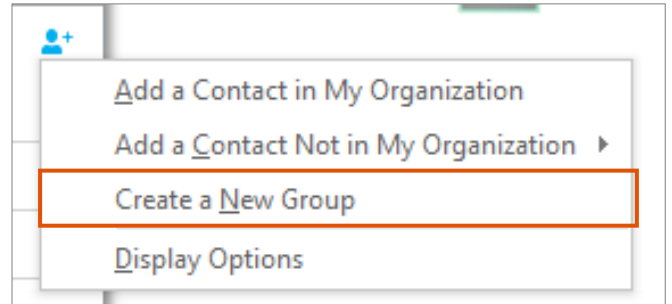 Add a Contact in My Organization
Add a Contact Not in My Organization
Create a New Group
Display Options